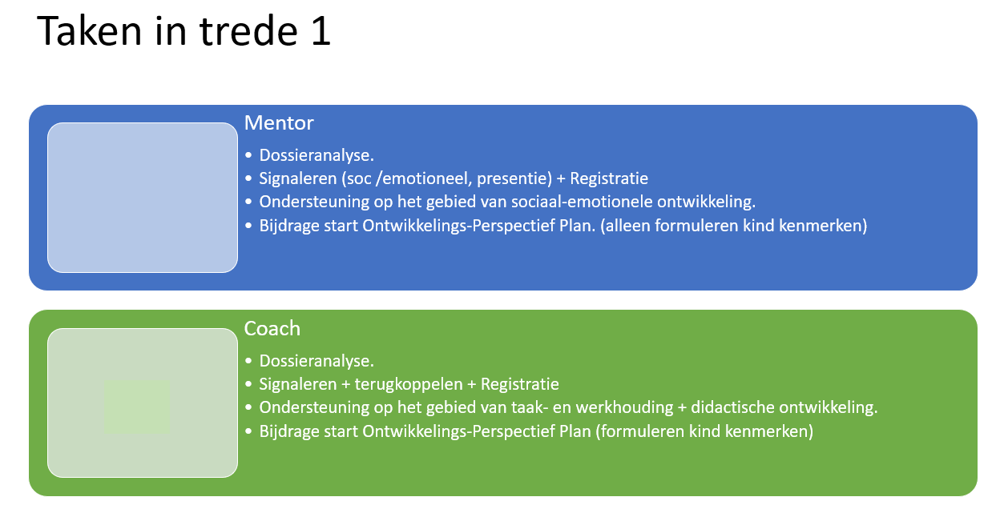 Taken in trede 1
Mentor
• Dossieranalyse.
• Signaleren (soc /emotioneel, presentie) + Registratie
• Ondersteuning op het gebied van sociaal-emotionele ontwikkeling.
• Bijdrage start Ontwikkelings-Perspectief Plan. (alleen formuleren kind kenmerken)
Coach
• Dossieranalyse.
• Signaleren + terugkoppelen + Registratie
• Ondersteuning op het gebied van taak- en werkhouding + didactische ontwikkeling.
• Bijdrage start Ontwikkelings-Perspectief Plan (formuleren kind kenmerken)